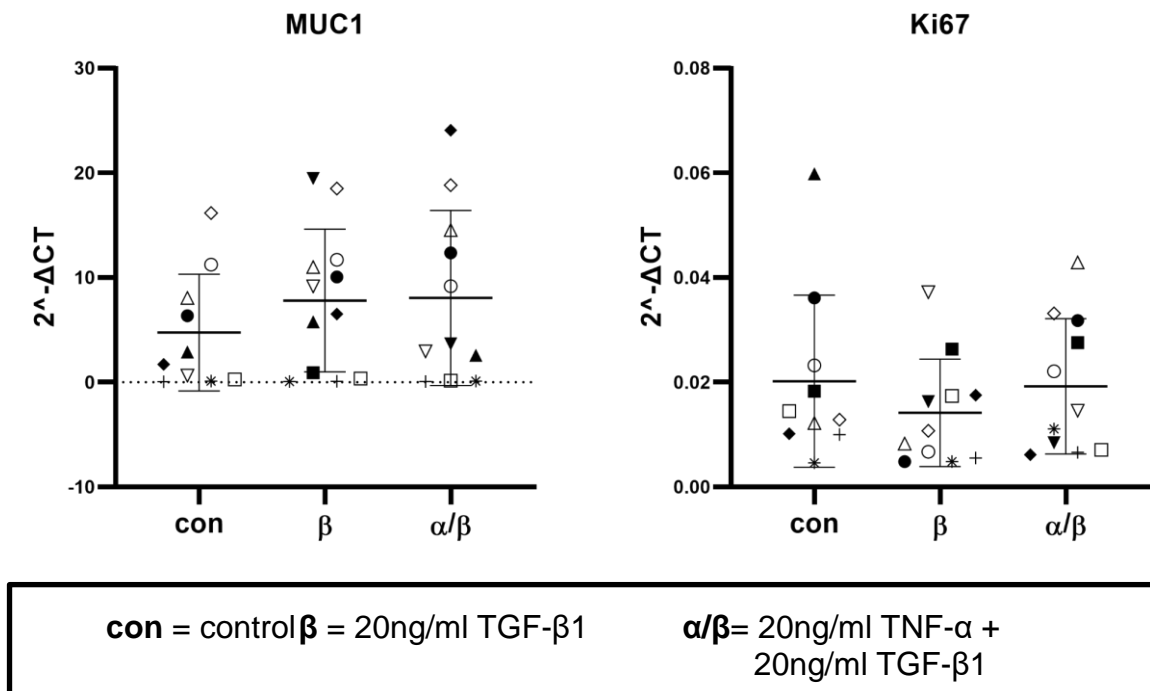 MUC1
2^-ΔCT
30
20
10
0
-10
con β α/β
Ki67
2^-ΔCT
0.08
0.06
0.04
0.02
0.00
con β α/β
con = control β = 20ng/ml TGF-β1
α/β= 20ng/ml TNF-α +
20ng/ml TGF-β1